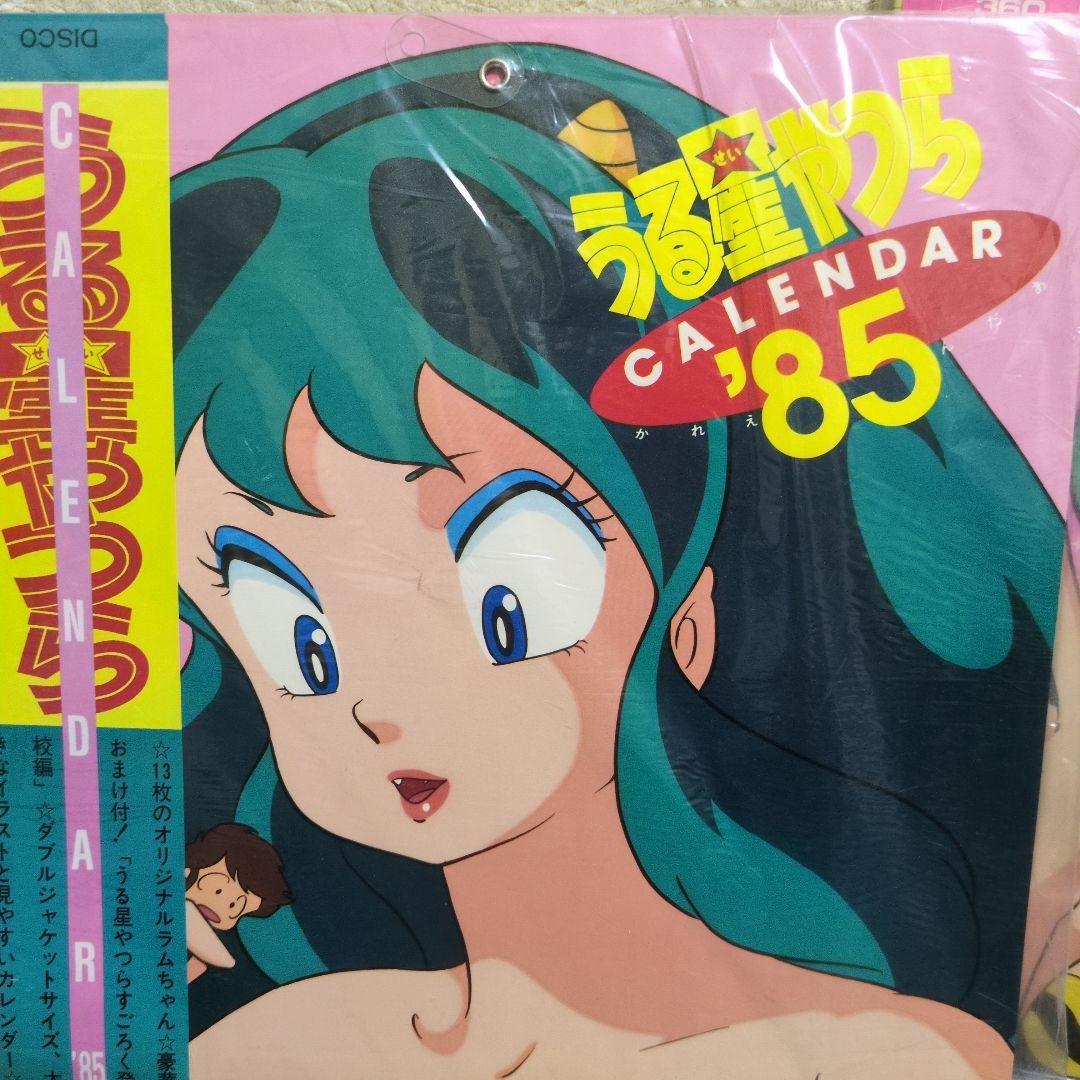 DISCO
うる星やつら
せい
CALENDAR
'85
☆13枚のオリジナルラムちゃん☆豪華
おまけ付!「うる星やつらすごろく
校編」☆ダブルジャケットサイズ、
きなイラストと見やすいカレンダー☆
うる星やつら
せい
CALENDAR
'85
かれえんだあ